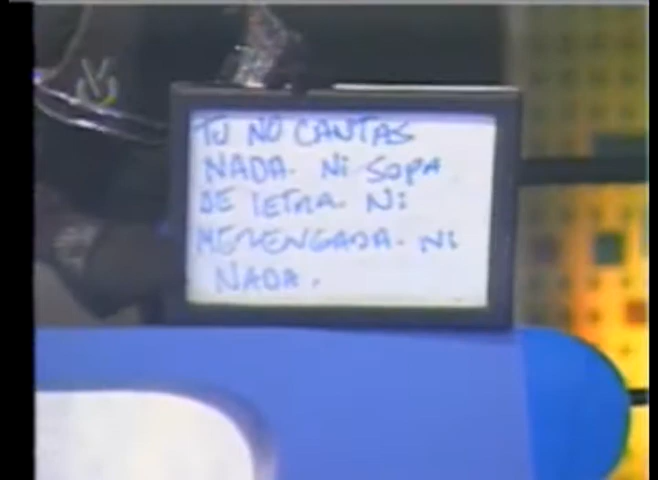 TU NO CANTAS
NADA. Ni SOPA
DE LETRA. Ni
MERENGADA. Ni
NADA.